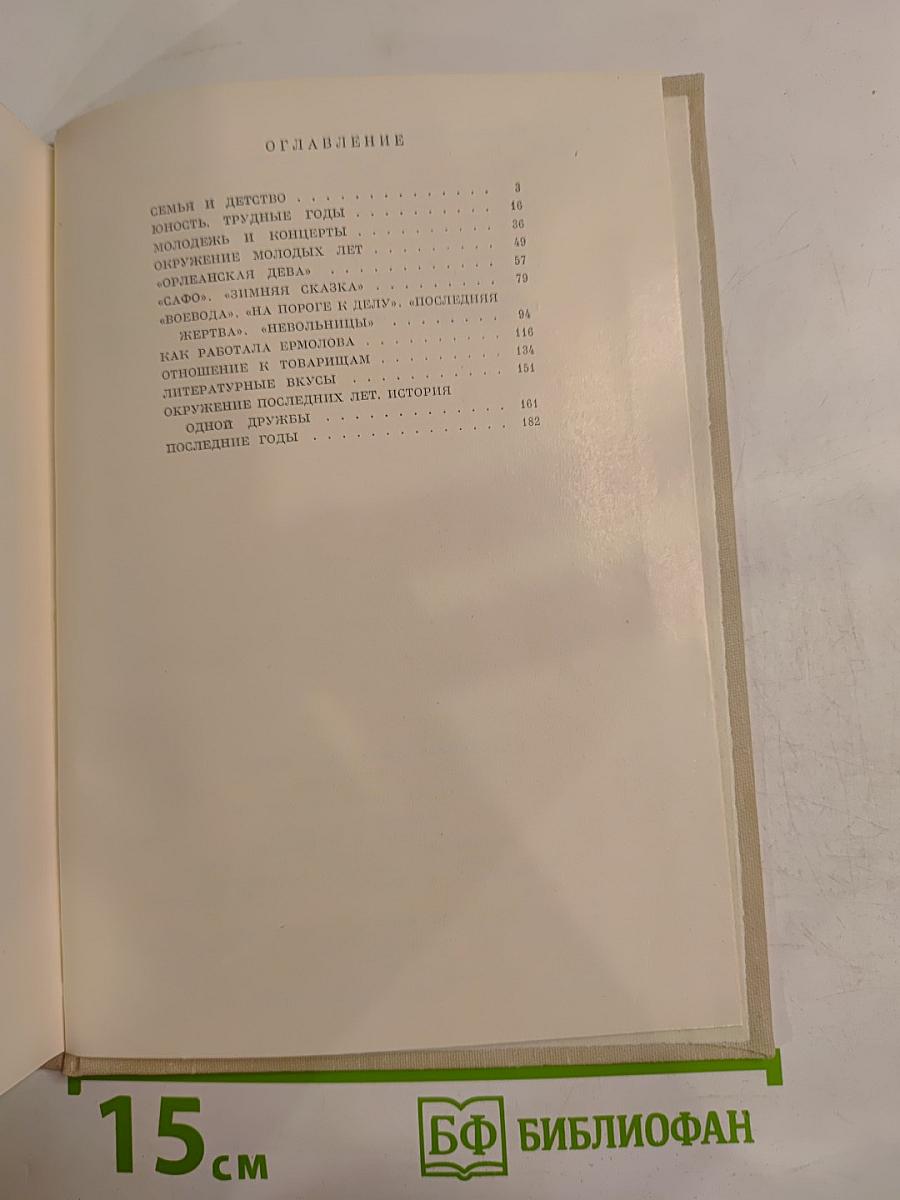 ОГЛАВЛЕНИЕ
СЕМЬЯ И ДЕТСТВО . . . . . . . . . . . . . . 3
ЮНОСТЬ. ТРУДНЫЕ ГОДЫ . . . . . . . . . . 16
МОЛОДЕЖЬ И КОНЦЕРТЫ . . . . . . . . . . 36
ОКРУЖЕНИЕ МОЛОДЫХ ЛЕТ . . . . . . . . . 49
«ОРЛЕАНСКАЯ ДЕВА» . . . . . . . . . . . . 57
«САФО». «ЗИМНЯЯ СКАЗКА» . . . . . . . . . 79
«ВОЕВОДА». «НА ПОРОГЕ К ДЕЛУ». «ПОСЛЕДНЯЯ
ЖЕРТВА». «НЕВОЛЬНИЦЫ» . . . . . . . . 94
КАК РАБОТАЛА ЕРМОЛОВА . . . . . . . . . . 116
ОТНОШЕНИЕ К ТОВАРИЩАМ . . . . . . . . . 134
ЛИТЕРАТУРНЫЕ ВКУСЫ . . . . . . . . . . . 151
ОКРУЖЕНИЕ ПОСЛЕДНИХ ЛЕТ. ИСТОРИЯ
ОДНОЙ ДРУЖБЫ . . . . . . . . . . . . . 161
ПОСЛЕДНИЕ ГОДЫ . . . . . . . . . . . . . . 182
15 см
БФ БИБЛИОФАН